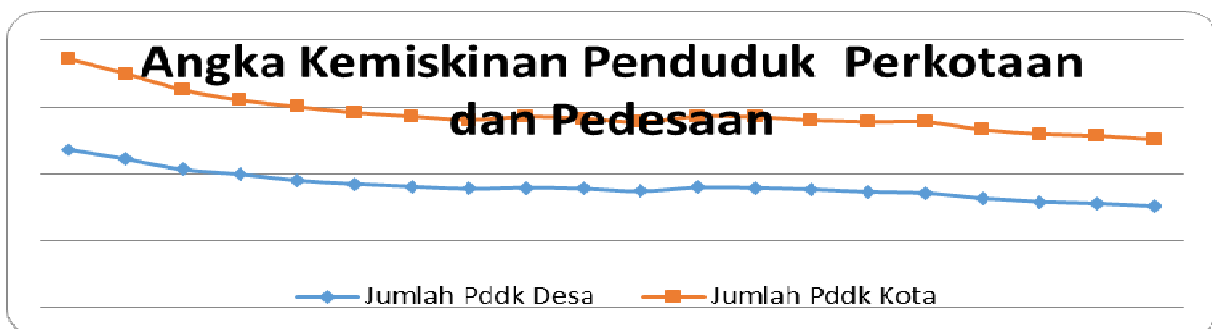 Angka Kemiskinan Penduduk Perkotaan
dan Pedesaan
Jumlah Pddk Desa
Jumlah Pddk Kota